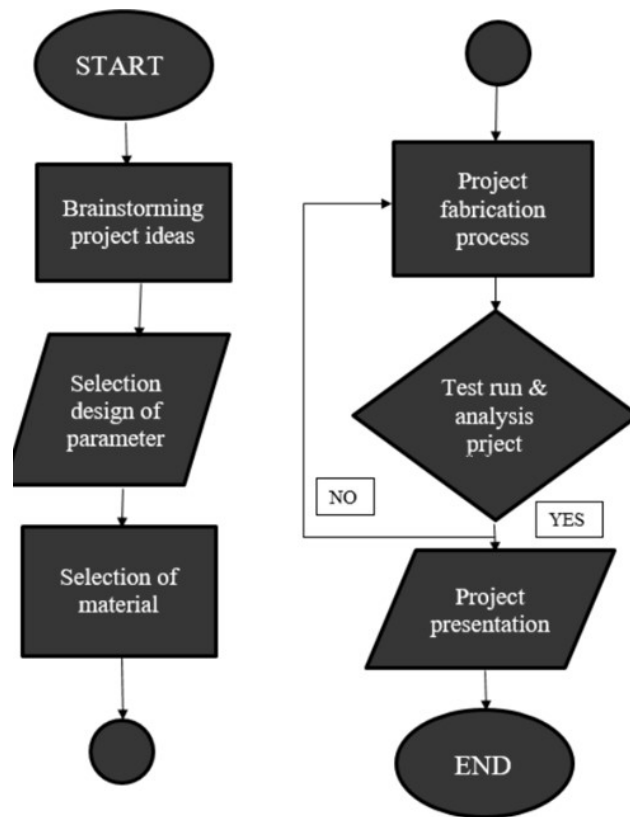 START
Brainstorming
project ideas
Selection
design of
parameter
Selection of
material
Project
fabrication
process
Test run &
analysis
prject
NO
YES
Project
presentation
END